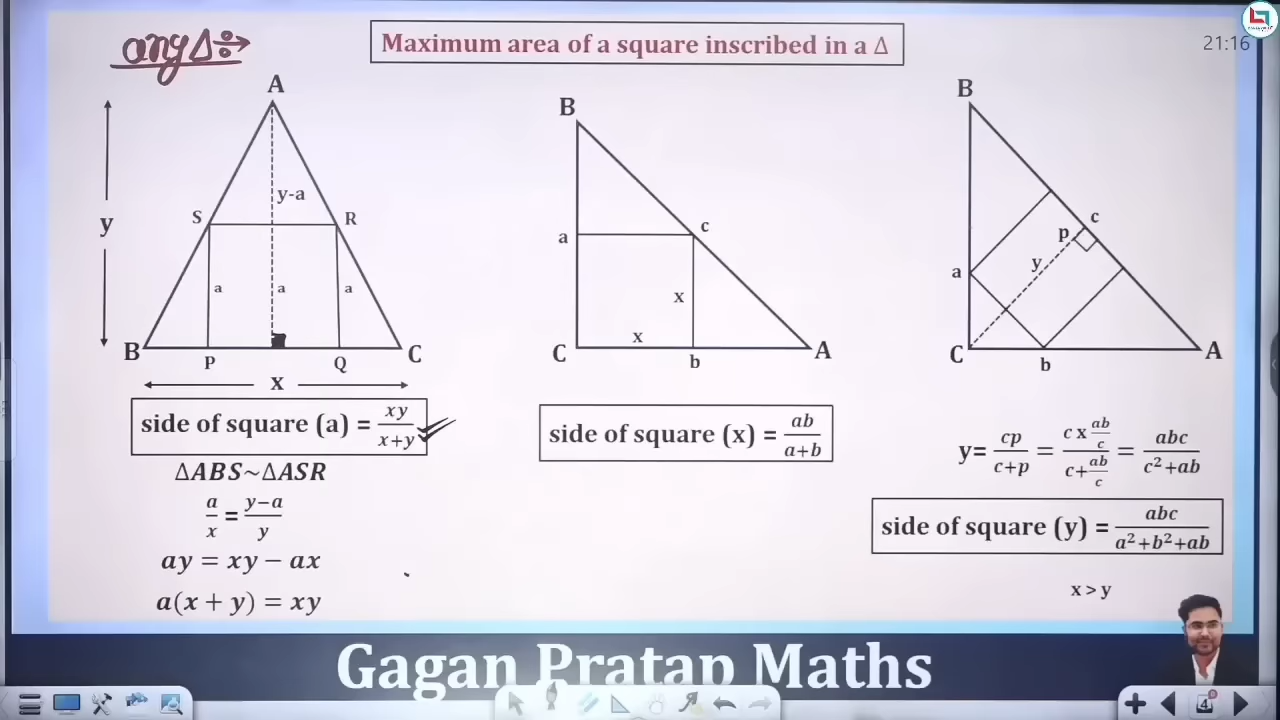 any Δ ÷→
Maximum area of a square inscribed in a Δ
21:16
A
y-a
S R
y
a a a
B P Q C
x
side of square (a) = xy/x+y
ΔABS~ΔASR
a/x = y−a/y
ay = xy − ax
a(x + y) = xy
B
a c
x
x
C b A
side of square (x) = ab/a+b
B
c
p
y
a
C b A
y= cp/c+p = c x ab/c / c+ab/c = abc/c²+ab
side of square (y) = abc/a²+b²+ab
x > y
Gagan Pratap Maths
4